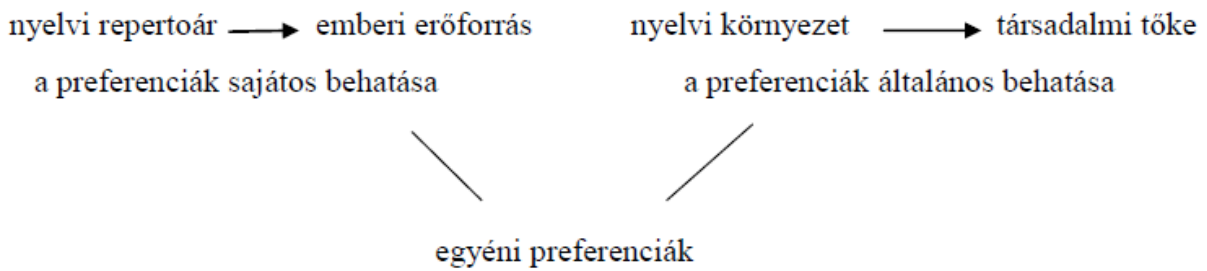 nyelvi repertoár → emberi erőforrás nyelvi környezet → társadalmi tőke
a preferenciák sajátos behatása a preferenciák általános behatása
egyéni preferenciák